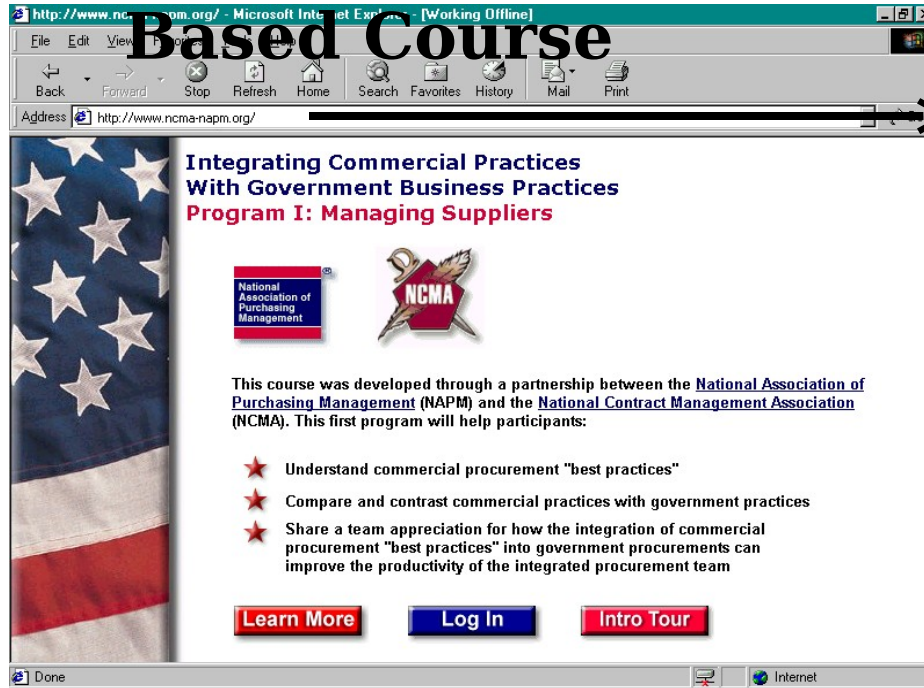 http://www.nc org/ - Microsoft Internet Explorer - [Working Offline]
Based Course
File Edit View
Back Forward Stop Refresh Home Search Favorites History Mail Print
Address http://www.ncma-napm.org/
Integrating Commercial Practices
With Government Business Practices
Program I: Managing Suppliers
National
Association of
Purchasing
Management
®
NCMA
This course was developed through a partnership between the National Association of
Purchasing Management (NAPM) and the National Contract Management Association
(NCMA). This first program will help participants:
Understand commercial procurement "best practices"
Compare and contrast commercial practices with government practices
Share a team appreciation for how the integration of commercial
procurement "best practices" into government procurements can
improve the productivity of the integrated procurement team
Learn More Log In Intro Tour
Done Internet